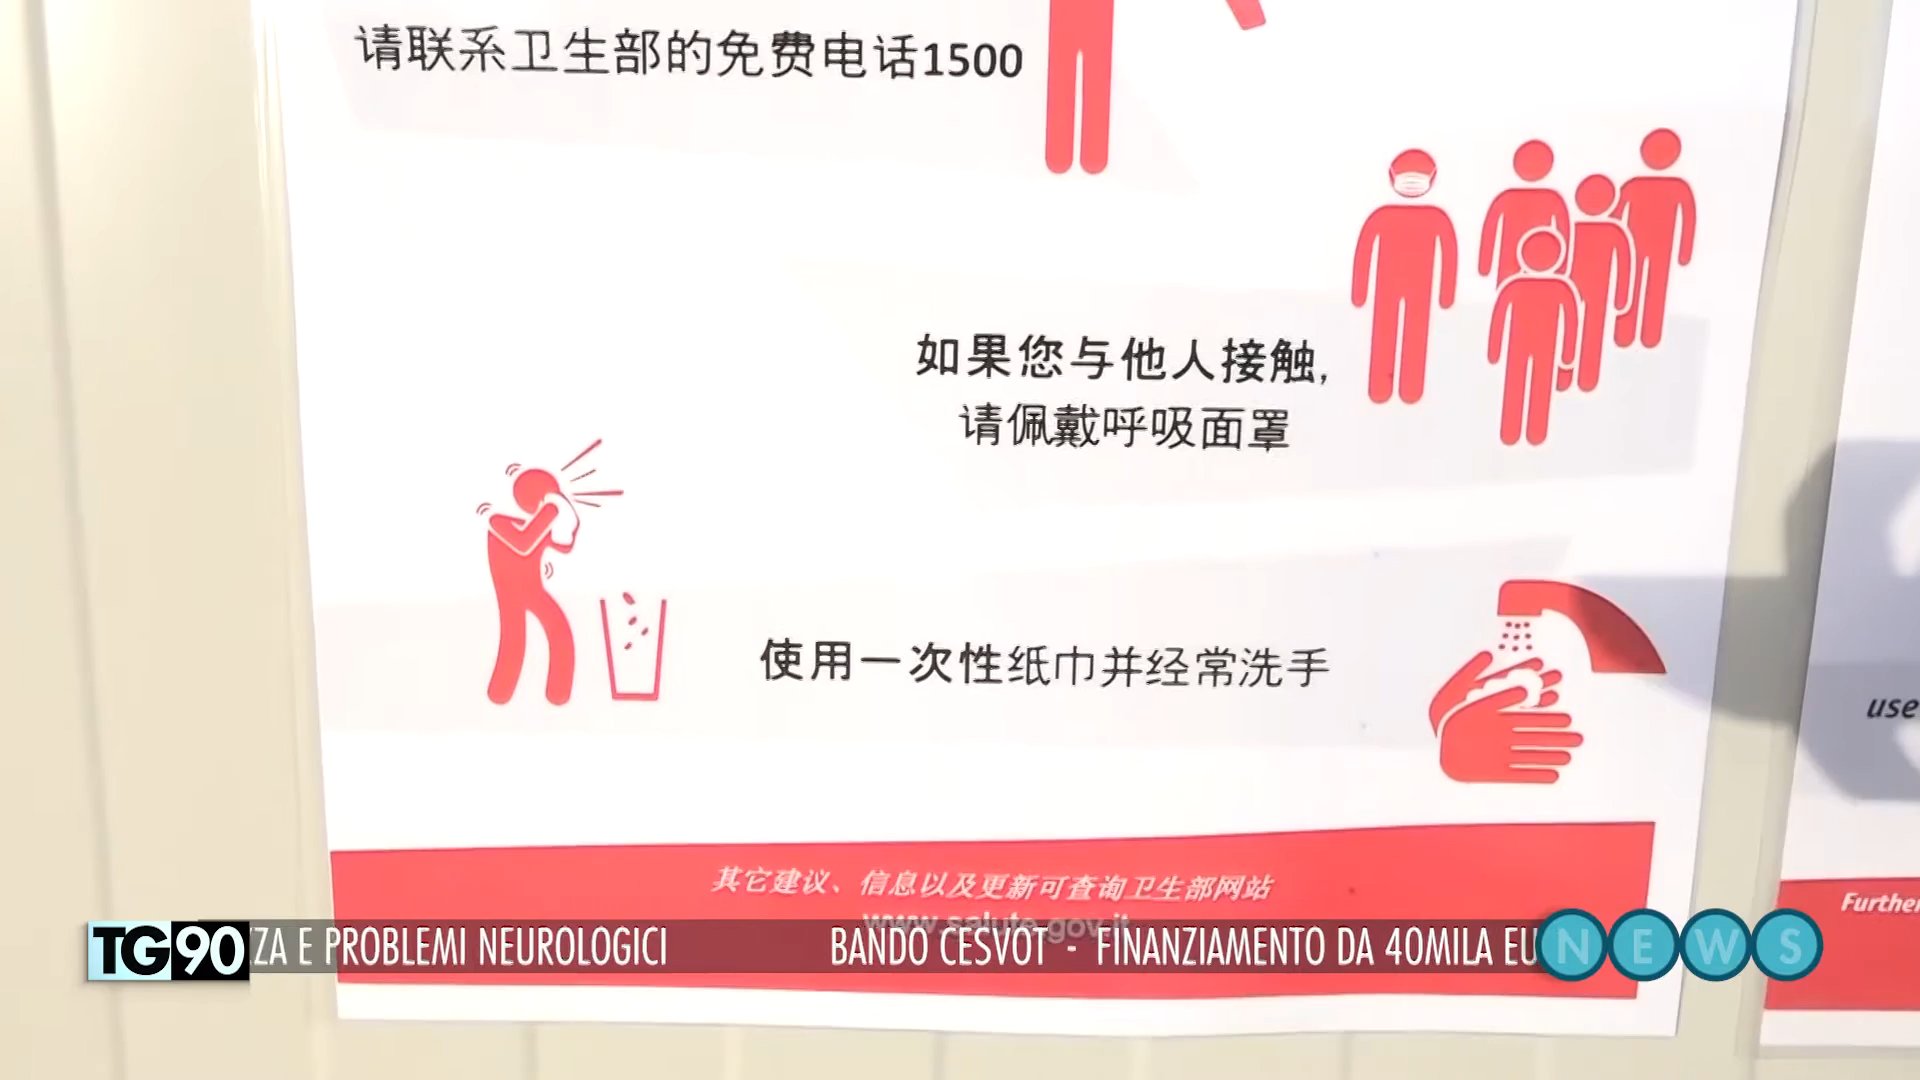 请联系卫生部的免费电话1500
如果您与他人接触,
请佩戴呼吸面罩
使用一次性纸巾并经常洗手
use
其它建议、信息以及更新可查询卫生部网站
www.salute.gov.it
Further
TG90
ZZA E PROBLEMI NEUROLOGICI BANDO CESVOT - FINANZIAMENTO DA 40MILA EU
NEWS